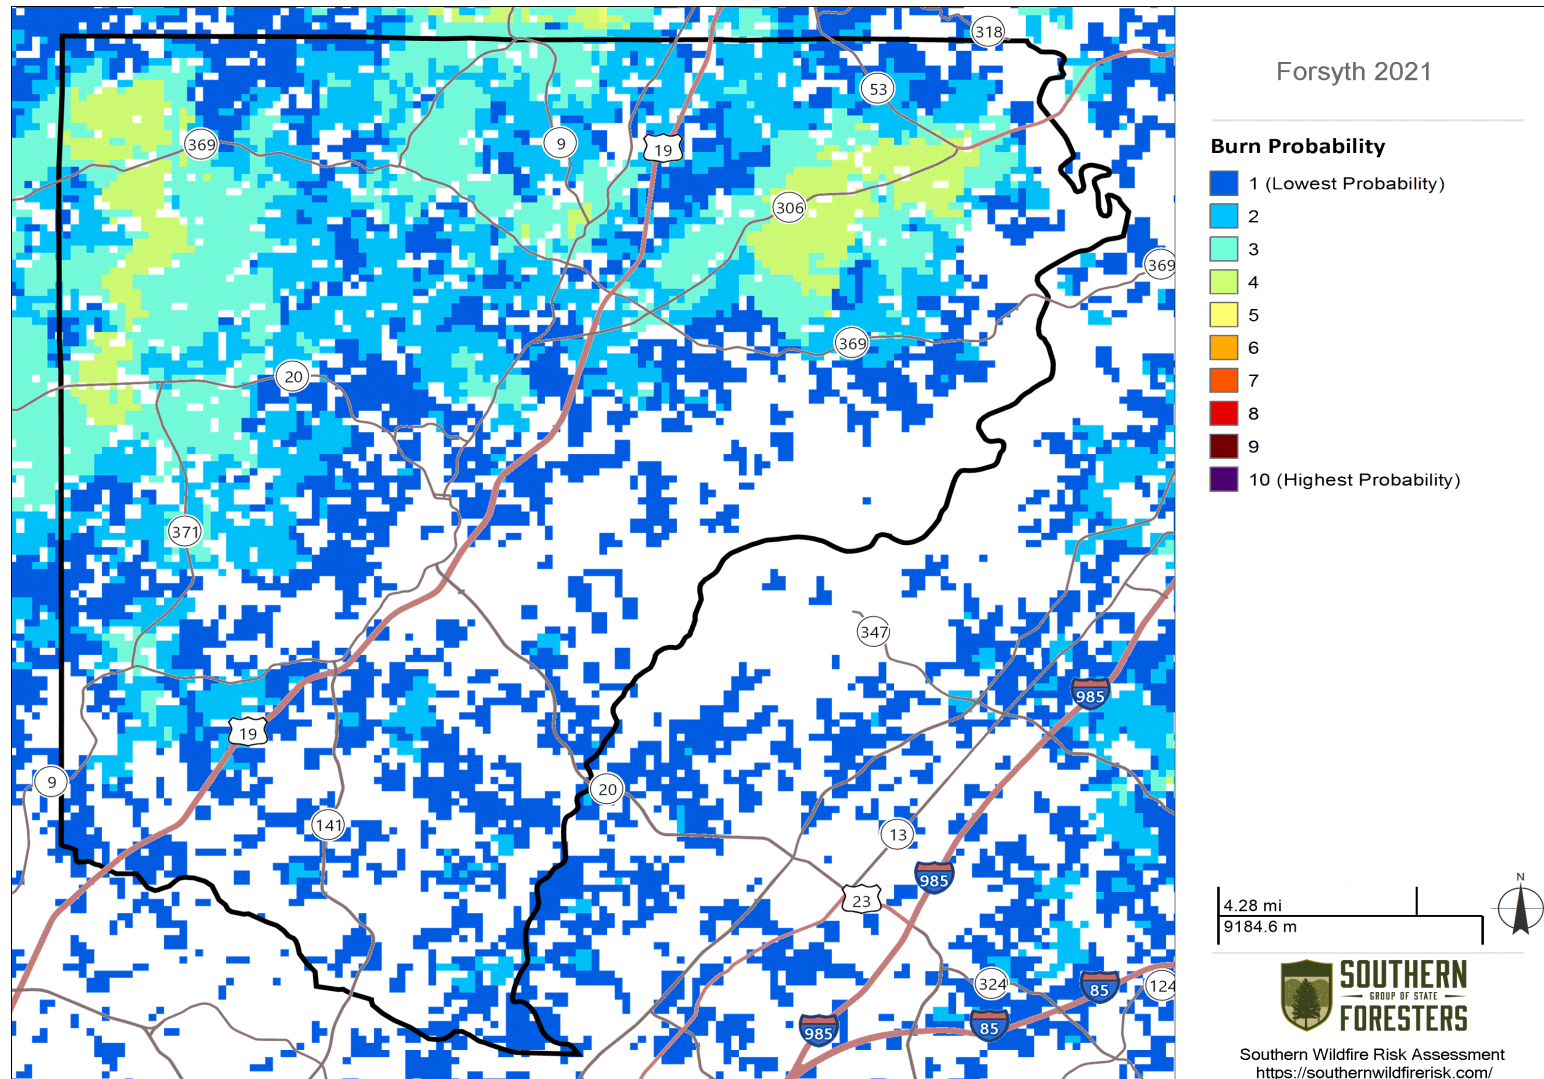 318
53
369
9
19
306
369
369
20
371
347
985
19
9
20
141
13
985
23
324
85
124
985
85
Forsyth 2021
Burn Probability
1 (Lowest Probability)
2
3
4
5
6
7
8
9
10 (Highest Probability)
N
4.28 mi
9184.6 m
SOUTHERN
GROUP OF STATE
FORESTERS
Southern Wildfire Risk Assessment
https://southernwildfirerisk.com/